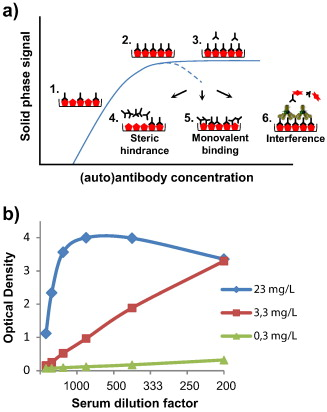 a)
Solid phase signal
1.
2.
3.
4.
Steric
hindrance
5.
Monovalent
binding
6.
Interference
(auto)antibody concentration
b)
Optical Density
4
3
2
1
0
1000 500 333 250 200
Serum dilution factor
23 mg/L
3,3 mg/L
0,3 mg/L